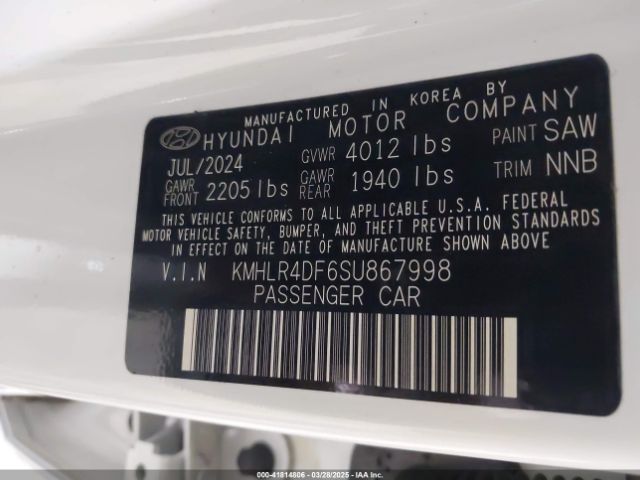 MANUFACTURED IN KOREA BY
HYUNDAI MOTOR COMPANY
JUL/2024 GVWR 4012 lbs PAINT SAW
GAWR FRONT 2205 lbs GAWR REAR 1940 lbs TRIM NNB
THIS VEHICLE CONFORMS TO ALL APPLICABLE U.S.A. FEDERAL
MOTOR VEHICLE SAFETY, BUMPER, AND THEFT PREVENTION STANDARDS
IN EFFECT ON THE DATE OF MANUFACTURE SHOWN ABOVE.
V.I.N KMHLR4DF6SU867998
PASSENGER CAR
000-41814806 | 03/28/2025 - IAA, Inc.